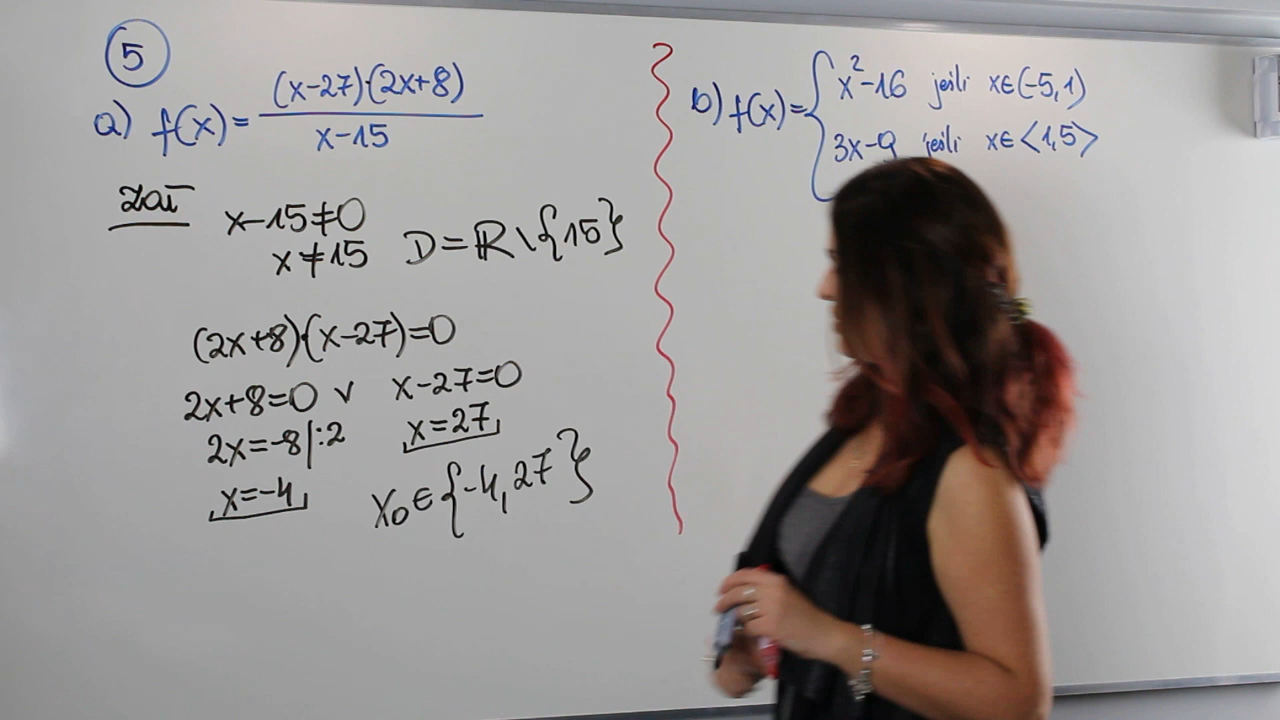 5
a) f(x)= (x-27)·(2x+8)
x-15
zał x-15≠0
x≠15 D=ℝ\{15}
(2x+8)·(x-27)=0
2x+8=0 ∨ x-27=0
2x=-8|:2 x=27
x=-4 x₀∈{-4,27}
b) f(x)={ x²-16 jeśli x∈(-5,1)
3x-9 jeśli x∈<1,5>